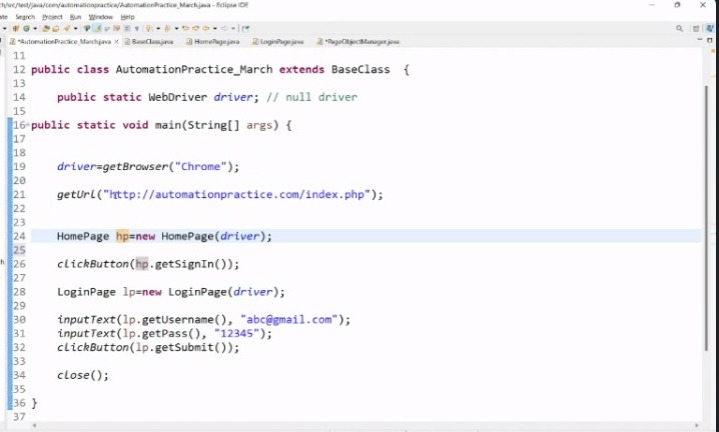 ch/src/test/java/com/automationpractice/AutomationPractice_March.java - Eclipse IDE
Search Project Run Window Help
*AutomationPractice_March.java BaseClass.java HomePage.java LoginPage.java *PageObjectManager.java
11
12 public class AutomationPractice_March extends BaseClass {
13
14 public static WebDriver driver; // null driver
15
16 public static void main(String[] args) {
17
18
19 driver=getBrowser("Chrome");
20
21 getUrl("http://automationpractice.com/index.php");
22
23
24 HomePage hp=new HomePage(driver);
25
26 clickButton(hp.getSignIn());
27
28 LoginPage lp=new LoginPage(driver);
29
30 inputText(lp.getUsername(), "abc@gmail.com");
31 inputText(lp.getPass(), "12345");
32 clickButton(lp.getSubmit());
33
34 close();
35
36 }
37